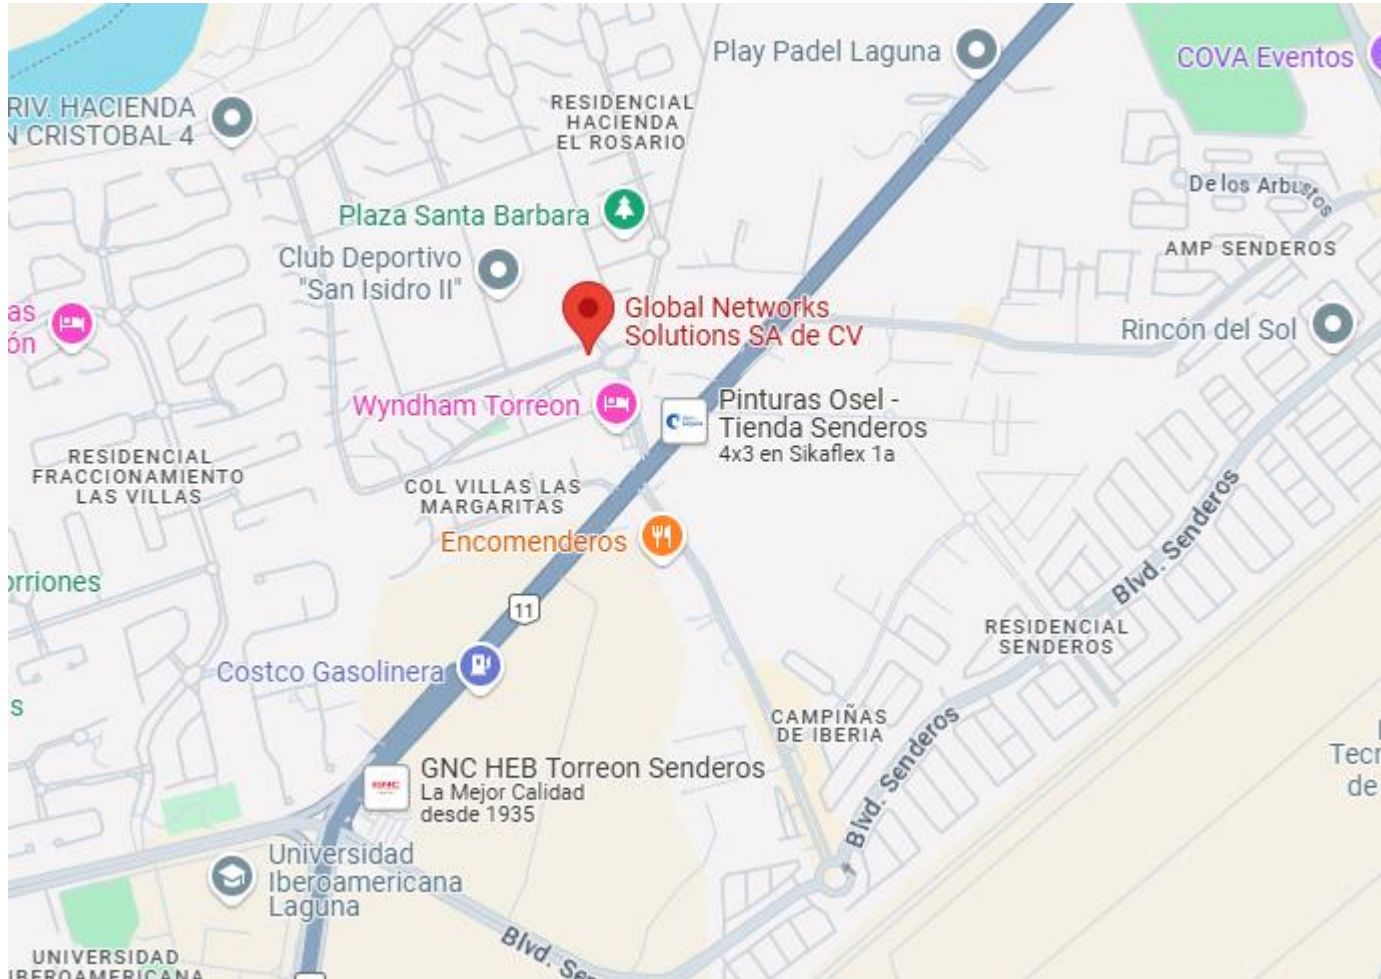 Play Padel Laguna
COVA Eventos
RIV. HACIENDA
N CRISTOBAL 4
RESIDENCIAL
HACIENDA
EL ROSARIO
De los Arbustos
Plaza Santa Barbara
AMP SENDEROS
Club Deportivo
"San Isidro II"
as
ón
Global Networks
Solutions SA de CV
Rincón del Sol
Wyndham Torreon
Pinturas Osel -
Tienda Senderos
4x3 en Sikaflex 1a
RESIDENCIAL
FRACCIONAMIENTO
LAS VILLAS
COL VILLAS LAS
MARGARITAS
Blvd. Senderos
Encomenderos
orriones
11
RESIDENCIAL
SENDEROS
Costco Gasolinera
s
CAMPIÑAS
DE IBERIA
Blvd. Senderos
Tecn
de
GNC HEB Torreon Senderos
La Mejor Calidad
desde 1935
GNC
Universidad
Iberoamericana
Laguna
Blvd. Se
UNIVERSIDAD
IBEROAMERICANA